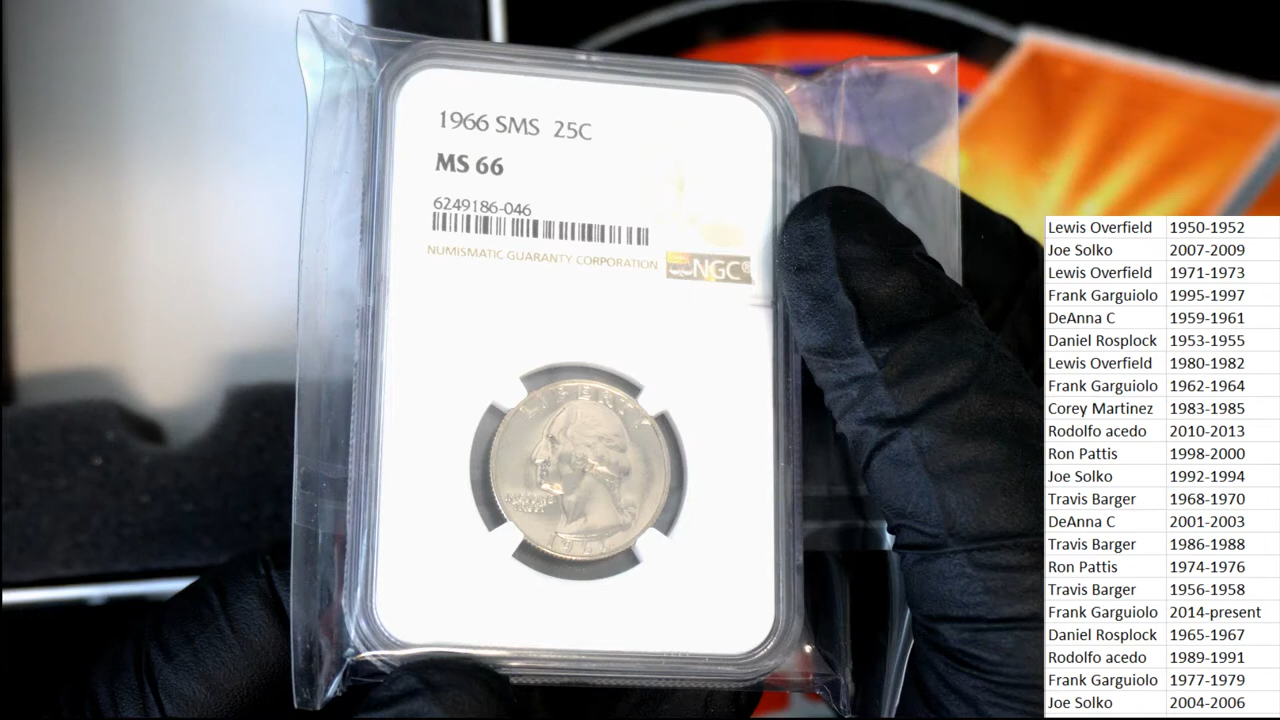 1966 SMS 25C
MS 66
6249186-046
NUMISMATIC GUARANTY CORPORATION
NGC®
LIBERTY
Lewis Overfield 1950-1952
Joe Solko 2007-2009
Lewis Overfield 1971-1973
Frank Garguiolo 1995-1997
DeAnna C 1959-1961
Daniel Rosplock 1953-1955
Lewis Overfield 1980-1982
Frank Garguiolo 1962-1964
Corey Martinez 1983-1985
Rodolfo acedo 2010-2013
Ron Pattis 1998-2000
Joe Solko 1992-1994
Travis Barger 1968-1970
DeAnna C 2001-2003
Travis Barger 1986-1988
Ron Pattis 1974-1976
Travis Barger 1956-1958
Frank Garguiolo 2014-present
Daniel Rosplock 1965-1967
Rodolfo acedo 1989-1991
Frank Garguiolo 1977-1979
Joe Solko 2004-2006